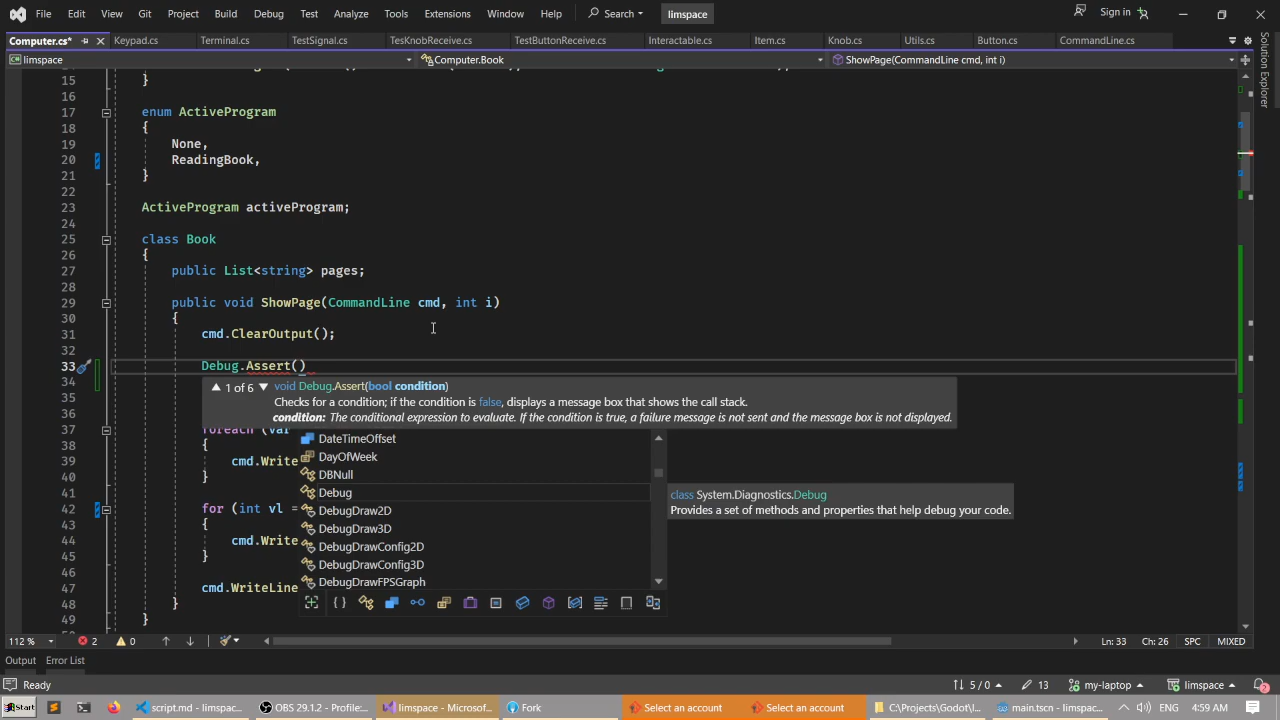 File Edit View Git Project Build Debug Test Analyze Tools Extensions Window Help Search limspace Sign in
Computer.cs* Keypad.cs Terminal.cs TestSignal.cs TesKnobReceive.cs TestButtonReceive.cs Interactable.cs Item.cs Knob.cs Utils.cs Button.cs CommandLine.cs
limspace Computer.Book ShowPage(CommandLine cmd, int i)
Solution Explorer
15 }
16
17 enum ActiveProgram
18 {
19 None,
20 ReadingBook,
21 }
22
23 ActiveProgram activeProgram;
24
25 class Book
26 {
27 public List<string> pages;
28
29 public void ShowPage(CommandLine cmd, int i)
30 {
31 cmd.ClearOutput();
32
33 Debug.Assert()
34
1 of 6 void Debug.Assert(bool condition)
35 Checks for a condition; if the condition is false, displays a message box that shows the call stack.
36 condition: The conditional expression to evaluate. If the condition is true, a failure message is not sent and the message box is not displayed.
37 foreach (var
38 {
39 cmd.Write
40 }
41
42 for (int vl =
43 {
44 cmd.Write
45 }
46
47 cmd.WriteLine
48 }
49 }
DateTimeOffset
DayOfWeek
DBNull
Debug
DebugDraw2D
DebugDraw3D
DebugDrawConfig2D
DebugDrawConfig3D
DebugDrawFPSGraph
class System.Diagnostics.Debug
Provides a set of methods and properties that help debug your code.
112 % 2 0 Ln: 33 Ch: 26 SPC MIXED
Output Error List
Ready 5 / 0 13 my-laptop limspace 2
Start script.md - limspac... OBS 29.1.2 - Profile:... limspace - Microsof... Fork Select an account Select an account C:\Projects\Godot\l... main.tscn - limspac... 4:59 AM